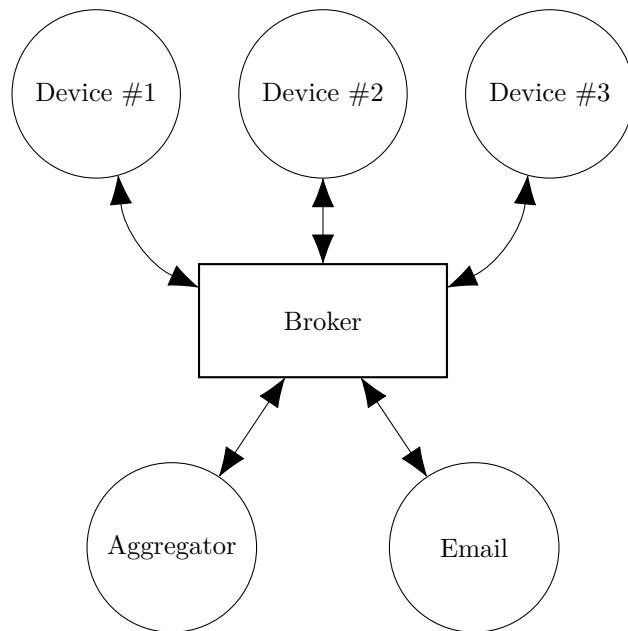 Device #1
Device #2
Device #3
Broker
Aggregator
Email